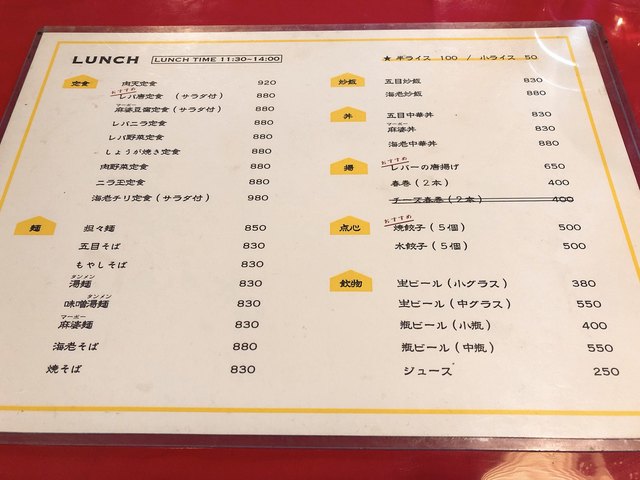 LUNCH LUNCH TIME 11:30~14:00
定食
肉天定食 920
おすすめ
レバ唐定食 (サラダ付) 880
マーボー
麻婆豆腐定食(サラダ付) 880
レバニラ定食 880
レバ野菜定食 880
しょうが焼き定食 880
肉野菜定食 880
ニラ玉定食 880
海老チリ定食(サラダ付) 980
麺
担々麺 850
五目そば 830
もやしそば 830
タンメン
湯麺 830
タンメン
味噌湯麺 830
マーボー
麻婆麺 830
海老そば 880
焼そば 830
★半ライス 100 / 小ライス 50
炒飯
五目炒飯 830
海老炒飯 880
丼
五目中華丼 830
マーボー
麻婆丼 830
海老中華丼 880
揚
おすすめ
レバーの唐揚げ 650
春巻(2本) 400
チーズ春巻(2本) 400
点心
おすすめ
焼餃子(5個) 500
水餃子(5個) 500
飲物
生ビール(小グラス) 380
生ビール(中グラス) 550
瓶ビール(小瓶) 400
瓶ビール(中瓶) 550
ジュース 250